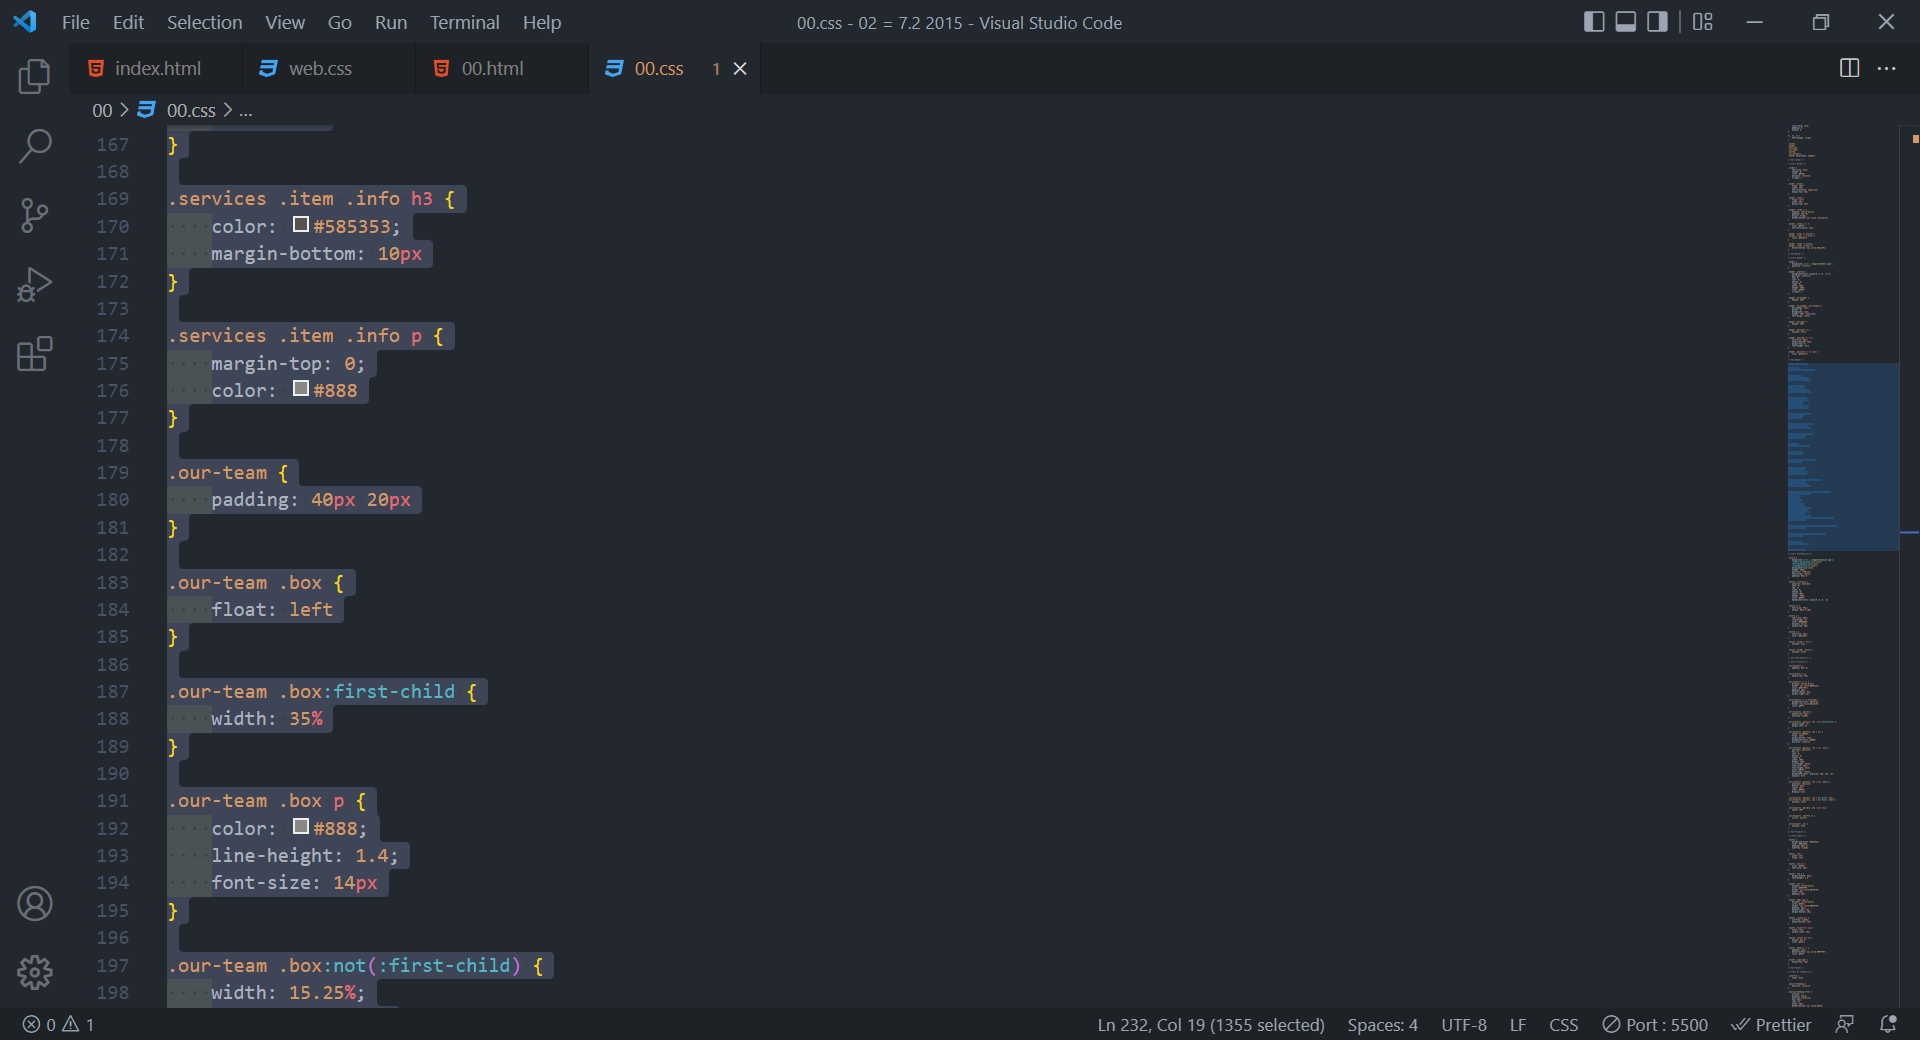 File Edit Selection View Go Run Terminal Help
00.css - 02 = 7.2 2015 - Visual Studio Code
index.html web.css 00.html 00.css 1
00 > 00.css > ...
167 }
168
169 .services .item .info h3 {
170 color: #585353;
171 margin-bottom: 10px
172 }
173
174 .services .item .info p {
175 margin-top: 0;
176 color: #888
177 }
178
179 .our-team {
180 padding: 40px 20px
181 }
182
183 .our-team .box {
184 float: left
185 }
186
187 .our-team .box:first-child {
188 width: 35%
189 }
190
191 .our-team .box p {
192 color: #888;
193 line-height: 1.4;
194 font-size: 14px
195 }
196
197 .our-team .box:not(:first-child) {
198 width: 15.25%;
0 1 Ln 232, Col 19 (1355 selected) Spaces: 4 UTF-8 LF CSS Port : 5500 Prettier